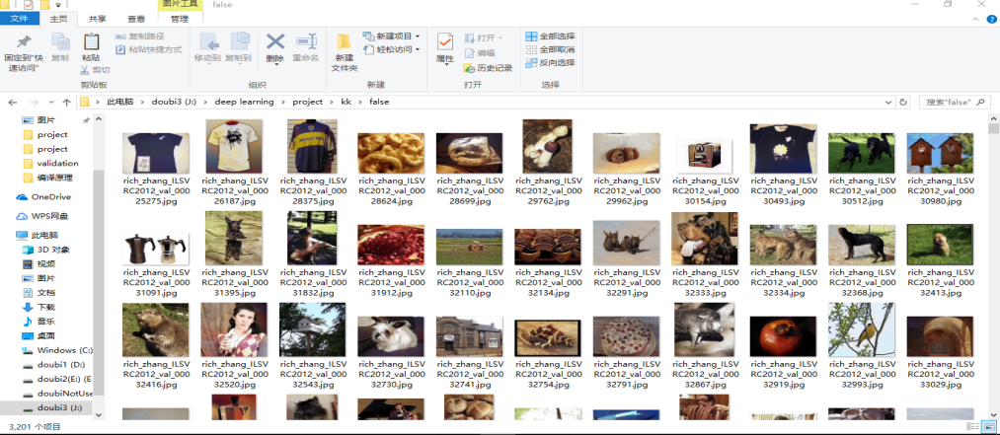 图片工具
false
文件
主页
共享
查看
管理
固定到"快速访问"
复制
粘贴
复制路径
粘贴快捷方式
剪切
剪贴板
移动到
复制到
删除
重命名
组织
新建文件夹
新建项目
轻松访问
新建
属性
打开
编辑
历史记录
打开
全部选择
全部取消
反向选择
选择
此电脑 > doubi3 (J:) > deep learning > project > kk > false
搜索"false"
图片
project
project
validation
编译原理
OneDrive
WPS网盘
此电脑
3D 对象
视频
图片
文档
下载
音乐
桌面
Windows (C:)
doubi1 (D:)
doubi2(E:) (E
doubiNotUse
doubi3 (J:)
rich_zhang_ILSVRC2012_val_00025275.jpg
rich_zhang_ILSVRC2012_val_00026187.jpg
rich_zhang_ILSVRC2012_val_00028375.jpg
rich_zhang_ILSVRC2012_val_00028624.jpg
rich_zhang_ILSVRC2012_val_00028699.jpg
rich_zhang_ILSVRC2012_val_00029762.jpg
rich_zhang_ILSVRC2012_val_00029962.jpg
rich_zhang_ILSVRC2012_val_00030154.jpg
rich_zhang_ILSVRC2012_val_00030493.jpg
rich_zhang_ILSVRC2012_val_00030512.jpg
rich_zhang_ILSVRC2012_val_00030980.jpg
rich_zhang_ILSVRC2012_val_00031091.jpg
rich_zhang_ILSVRC2012_val_00031395.jpg
rich_zhang_ILSVRC2012_val_00031832.jpg
rich_zhang_ILSVRC2012_val_00031912.jpg
rich_zhang_ILSVRC2012_val_00032110.jpg
rich_zhang_ILSVRC2012_val_00032134.jpg
rich_zhang_ILSVRC2012_val_00032291.jpg
rich_zhang_ILSVRC2012_val_00032333.jpg
rich_zhang_ILSVRC2012_val_00032334.jpg
rich_zhang_ILSVRC2012_val_00032368.jpg
rich_zhang_ILSVRC2012_val_00032413.jpg
rich_zhang_ILSVRC2012_val_00032416.jpg
rich_zhang_ILSVRC2012_val_00032520.jpg
rich_zhang_ILSVRC2012_val_00032543.jpg
rich_zhang_ILSVRC2012_val_00032730.jpg
rich_zhang_ILSVRC2012_val_00032741.jpg
rich_zhang_ILSVRC2012_val_00032754.jpg
rich_zhang_ILSVRC2012_val_00032791.jpg
rich_zhang_ILSVRC2012_val_00032867.jpg
rich_zhang_ILSVRC2012_val_00032919.jpg
rich_zhang_ILSVRC2012_val_00032993.jpg
rich_zhang_ILSVRC2012_val_00033029.jpg
3,201 个项目